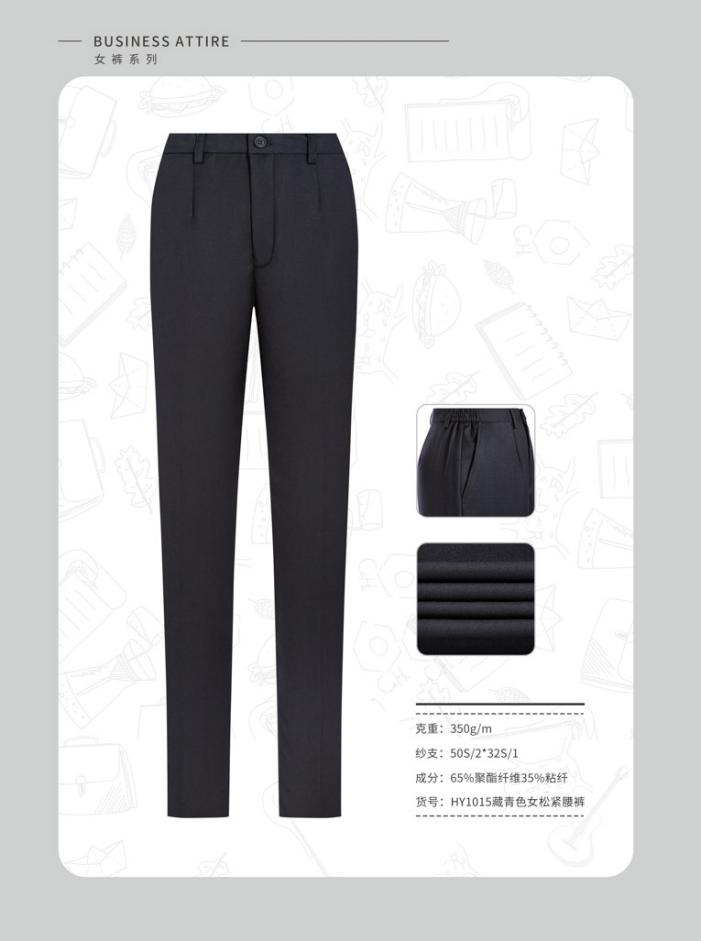 BUSINESS ATTIRE
女裤系列
克重：350g/m
纱支：50S/2*32S/1
成分：65%聚酯纤维35%粘纤
货号：HY1015藏青色女松紧腰裤